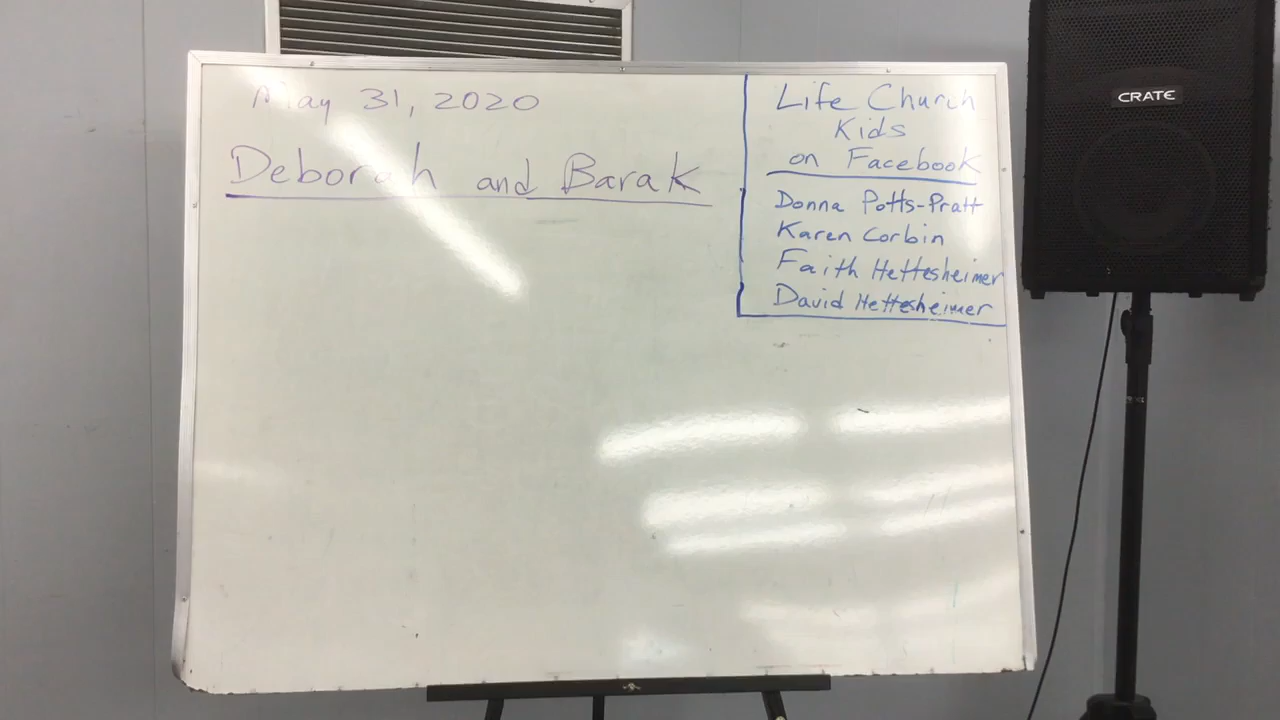 May 31, 2020
Deborah and Barak
Life Church
Kids
on Facebook
Donna Potts-Pratt
Karen Corbin
Faith Hettesheimer
David Hettesheimer
CRATE